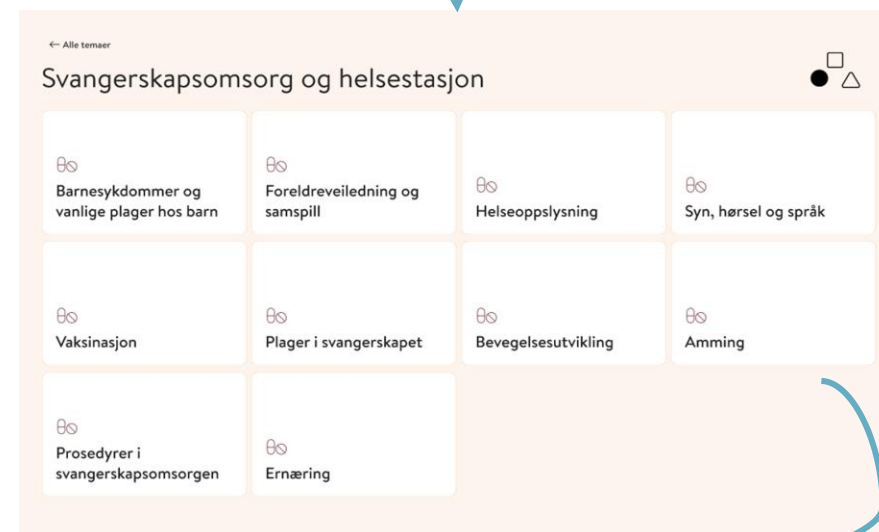 ← Alle temaer
Svangerskapsomsorg og helsestasjon
Barnesykdommer og
vanlige plager hos barn
Foreldreveiledning og
samspill
Helseoppslysning
Syn, hørsel og språk
Vaksinasjon
Plager i svangerskapet
Bevegelsesutvikling
Amming
Prosedyrer i
svangerskapsomsorgen
Ernæring